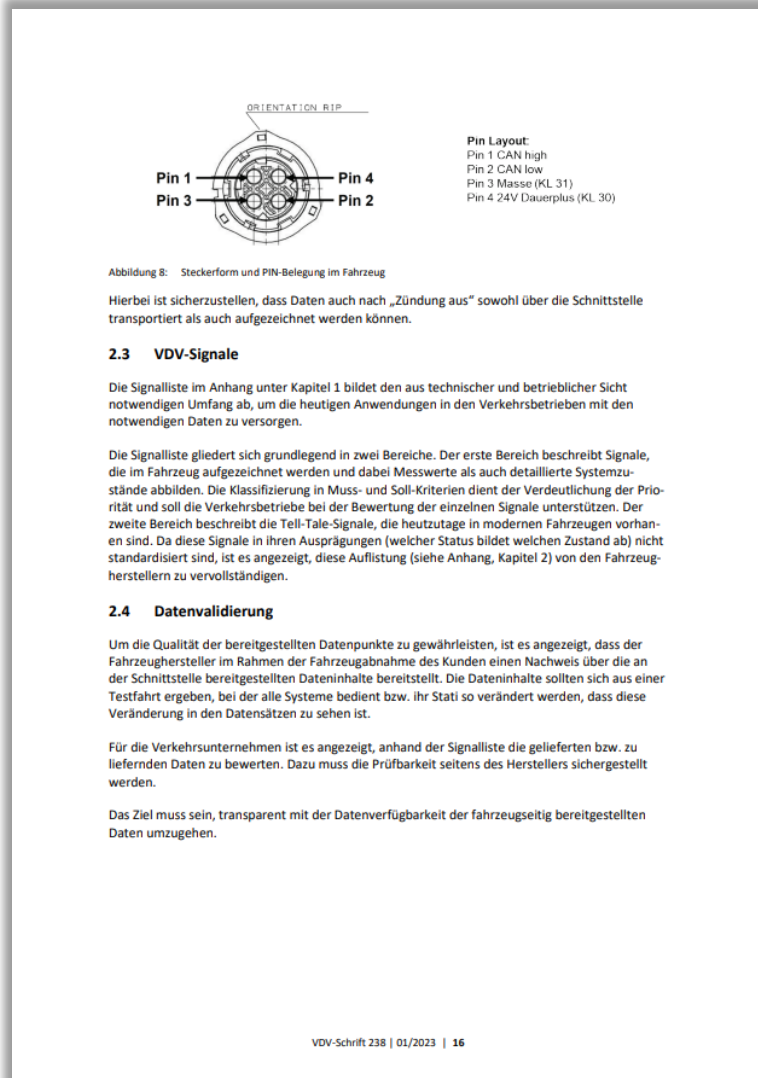 ORIENTATION RIP
Pin 1
Pin 4
Pin 3
Pin 2
Pin Layout:
Pin 1 CAN high
Pin 2 CAN low
Pin 3 Masse (KL 31)
Pin 4 24V Dauerplus (KL 30)
Abbildung 8: Steckerform und PIN-Belegung im Fahrzeug
Hierbei ist sicherzustellen, dass Daten auch nach „Zündung aus“ sowohl über die Schnittstelle
transportiert als auch aufgezeichnet werden können.
2.3 VDV-Signale
Die Signalliste im Anhang unter Kapitel 1 bildet den aus technischer und betrieblicher Sicht
notwendigen Umfang ab, um die heutigen Anwendungen in den Verkehrsbetrieben mit den
notwendigen Daten zu versorgen.
Die Signalliste gliedert sich grundlegend in zwei Bereiche. Der erste Bereich beschreibt Signale,
die im Fahrzeug aufgezeichnet werden und dabei Messwerte als auch detaillierte Systemzu-
stände abbilden. Die Klassifizierung in Muss- und Soll-Kriterien dient der Verdeutlichung der Prio-
rität und soll die Verkehrsbetriebe bei der Bewertung der einzelnen Signale unterstützen. Der
zweite Bereich beschreibt die Tell-Tale-Signale, die heutzutage in modernen Fahrzeugen vorhan-
en sind. Da diese Signale in ihren Ausprägungen (welcher Status bildet welchen Zustand ab) nicht
standardisiert sind, ist es angezeigt, diese Auflistung (siehe Anhang, Kapitel 2) von den Fahrzeug-
herstellern zu vervollständigen.
2.4 Datenvalidierung
Um die Qualität der bereitgestellten Datenpunkte zu gewährleisten, ist es angezeigt, dass der
Fahrzeughersteller im Rahmen der Fahrzeugabnahme des Kunden einen Nachweis über die an
der Schnittstelle bereitgestellten Dateninhalte bereitstellt. Die Dateninhalte sollten sich aus einer
Testfahrt ergeben, bei der alle Systeme bedient bzw. ihr Stati so verändert werden, dass diese
Veränderung in den Datensätzen zu sehen ist.
Für die Verkehrsunternehmen ist es angezeigt, anhand der Signalliste die gelieferten bzw. zu
liefernden Daten zu bewerten. Dazu muss die Prüfbarkeit seitens des Herstellers sichergestellt
werden.
Das Ziel muss sein, transparent mit der Datenverfügbarkeit der fahrzeugseitig bereitgestellten
Daten umzugehen.
VDV-Schrift 238 | 01/2023 | 16